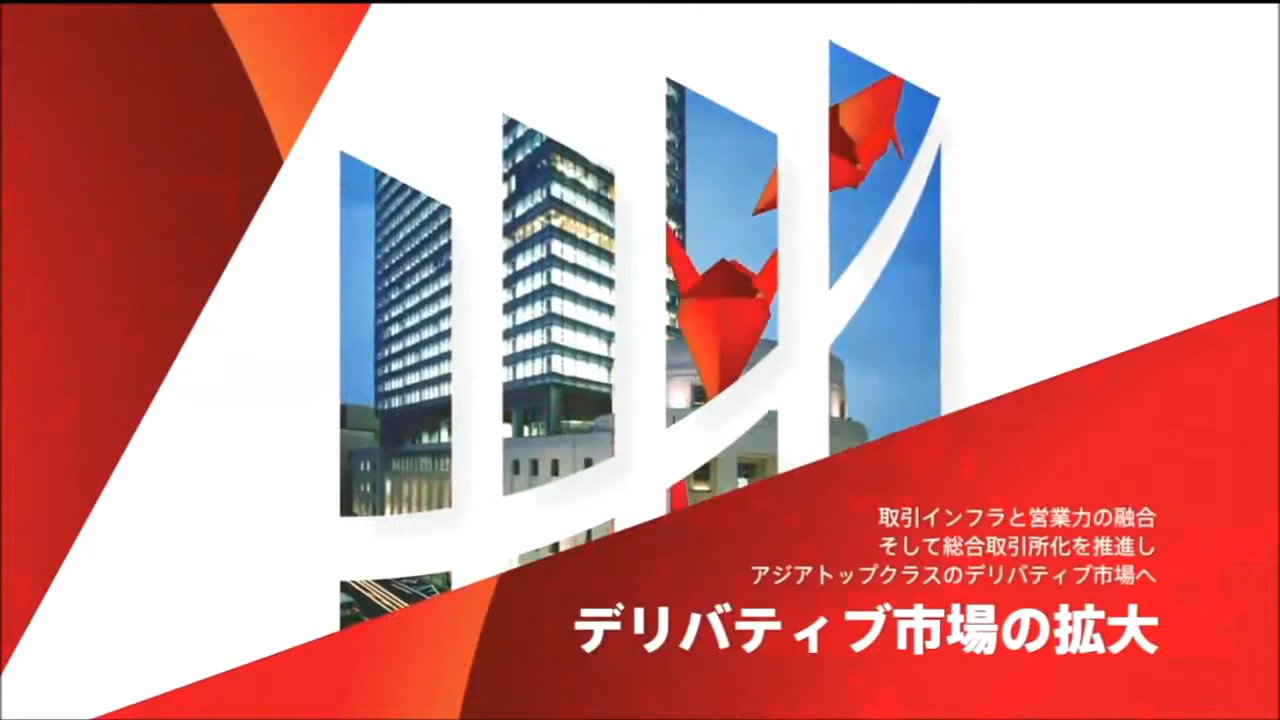 取引インフラと営業力の融合
そして総合取引所化を推進し
アジアトップクラスのデリバティブ市場へ
デリバティブ市場の拡大